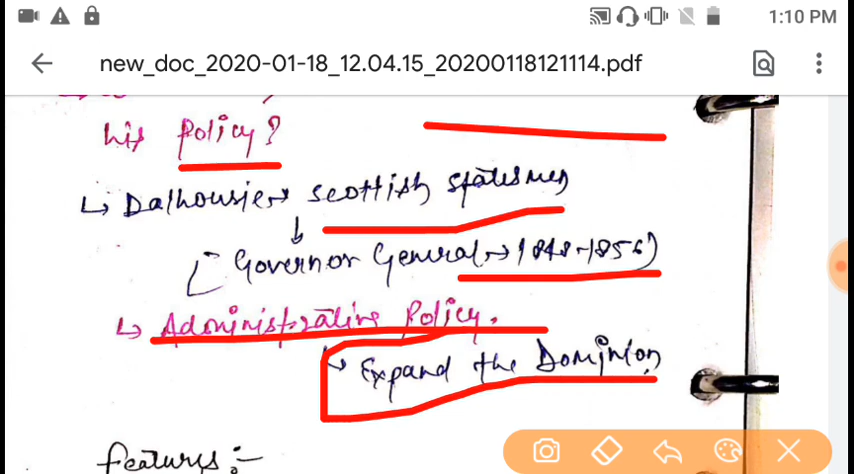 1:10 PM
new_doc_2020-01-18_12.04.15_20200118121114.pdf
his Policy?
↳ Dalhousie→ Scottish statesmen
↓
[Governor General→ 1848-1856)
↳ Administrative Policy.
↳ Expand the Dominion
features:-